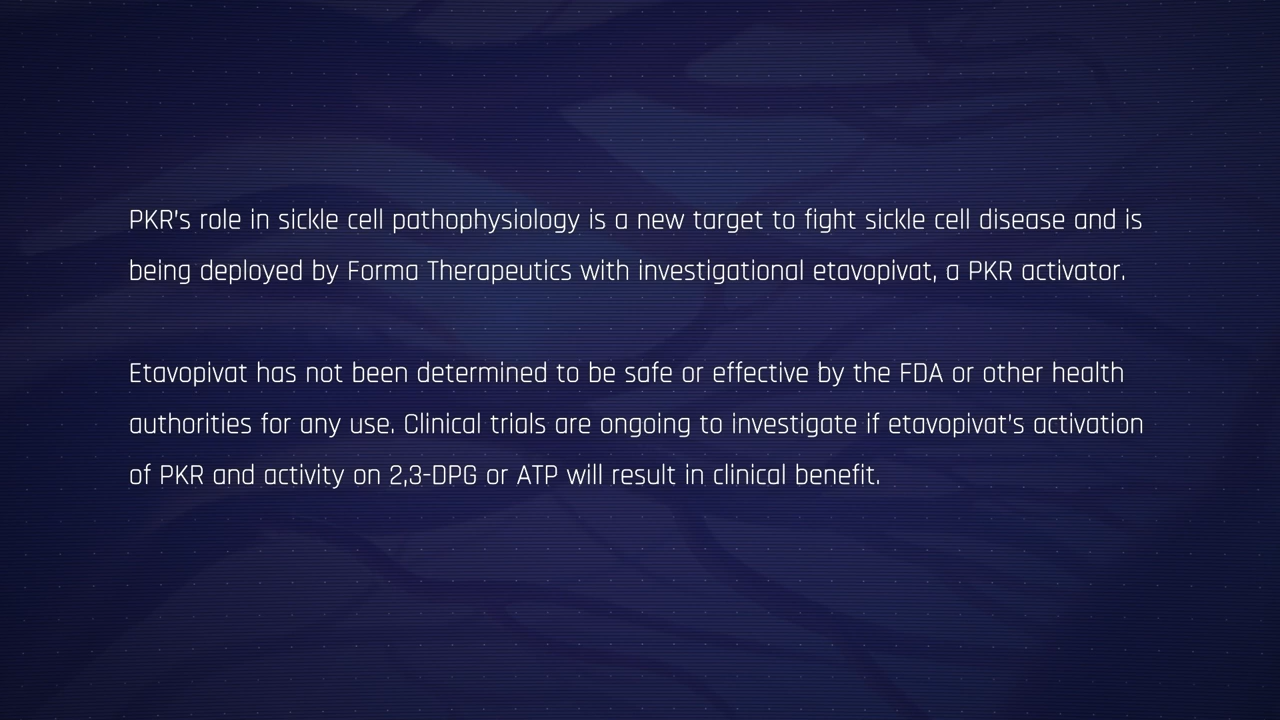 PKR's role in sickle cell pathophysiology is a new target to fight sickle cell disease and is
being deployed by Forma Therapeutics with investigational etavopivat, a PKR activator.
Etavopivat has not been determined to be safe or effective by the FDA or other health
authorities for any use. Clinical trials are ongoing to investigate if etavopivat's activation
of PKR and activity on 2,3-DPG or ATP will result in clinical benefit.